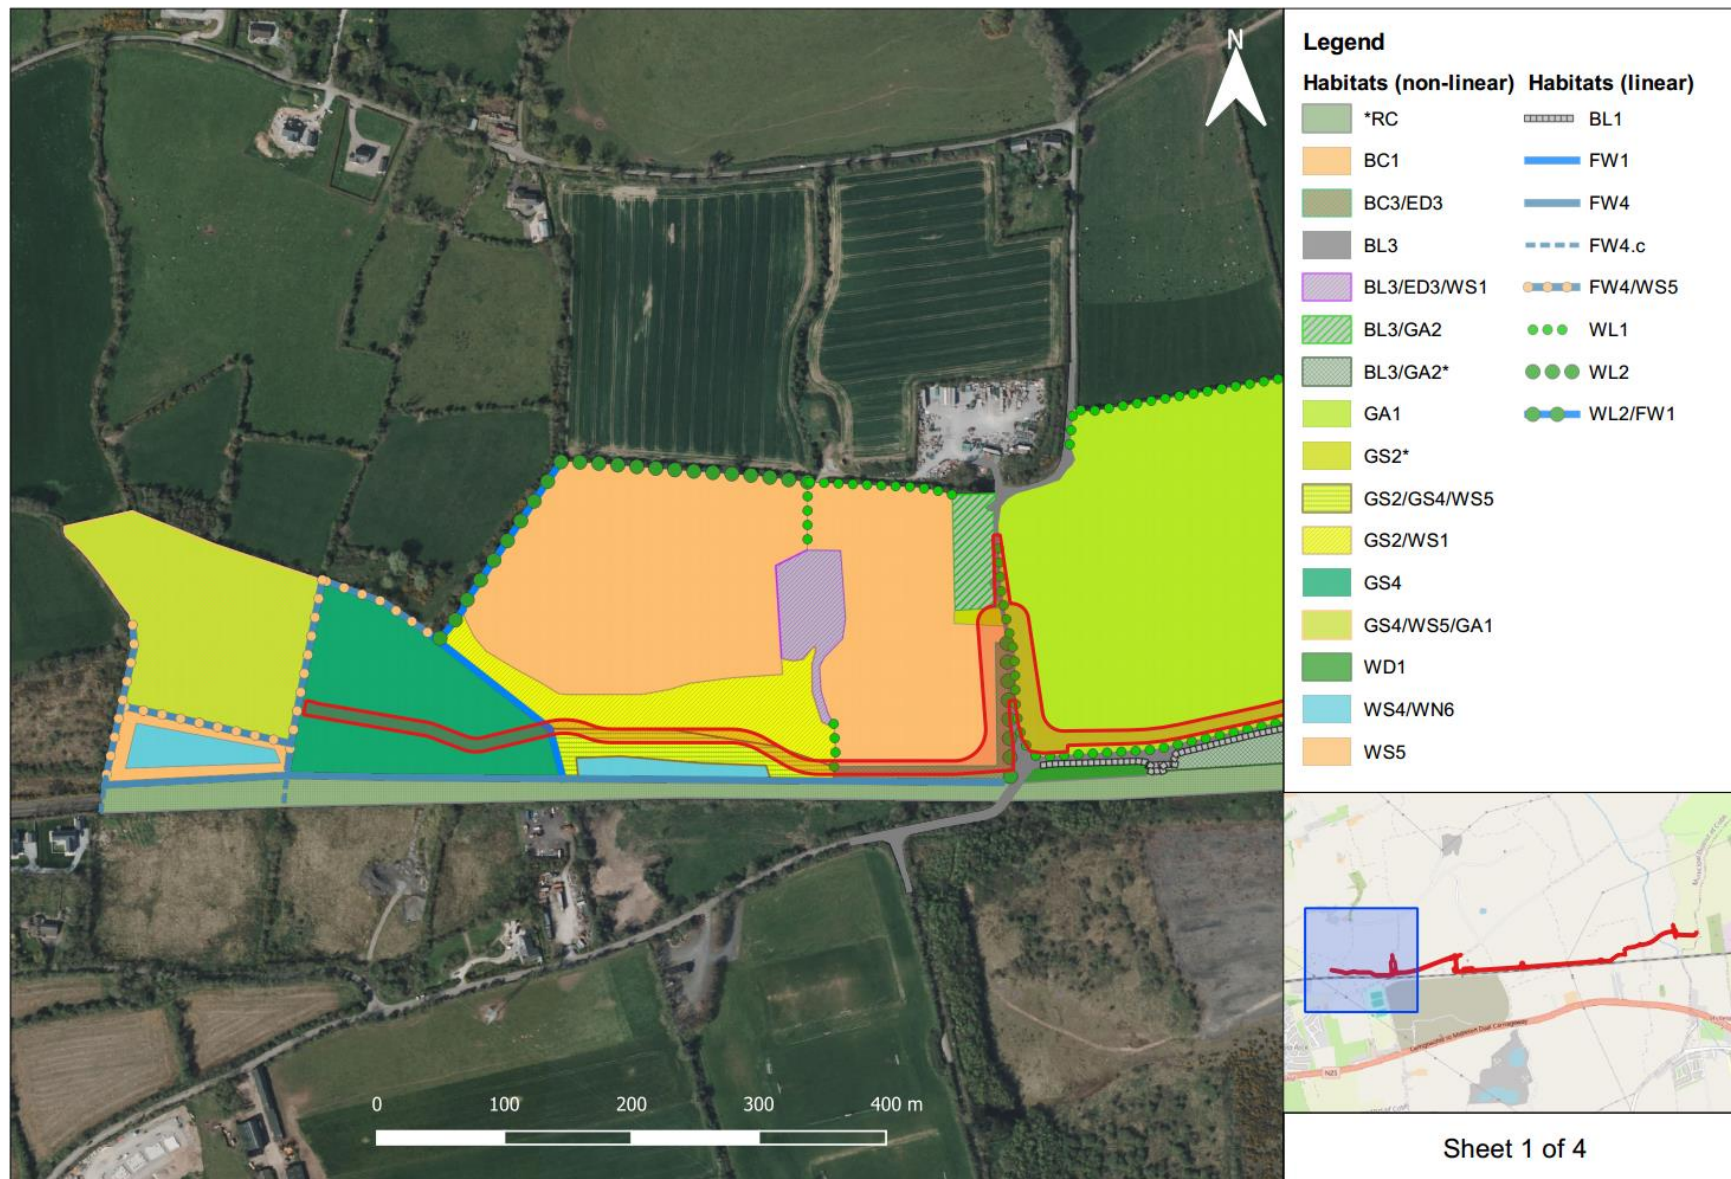 N
Legend
Habitats (non-linear)
*RC
BC1
BC3/ED3
BL3
BL3/ED3/WS1
BL3/GA2
BL3/GA2*
GA1
GS2*
GS2/GS4/WS5
GS2/WS1
GS4
GS4/WS5/GA1
WD1
WS4/WN6
WS5
Habitats (linear)
BL1
FW1
FW4
FW4.c
FW4/WS5
WL1
WL2
WL2/FW1
0 100 200 300 400 m
N25
Sheet 1 of 4